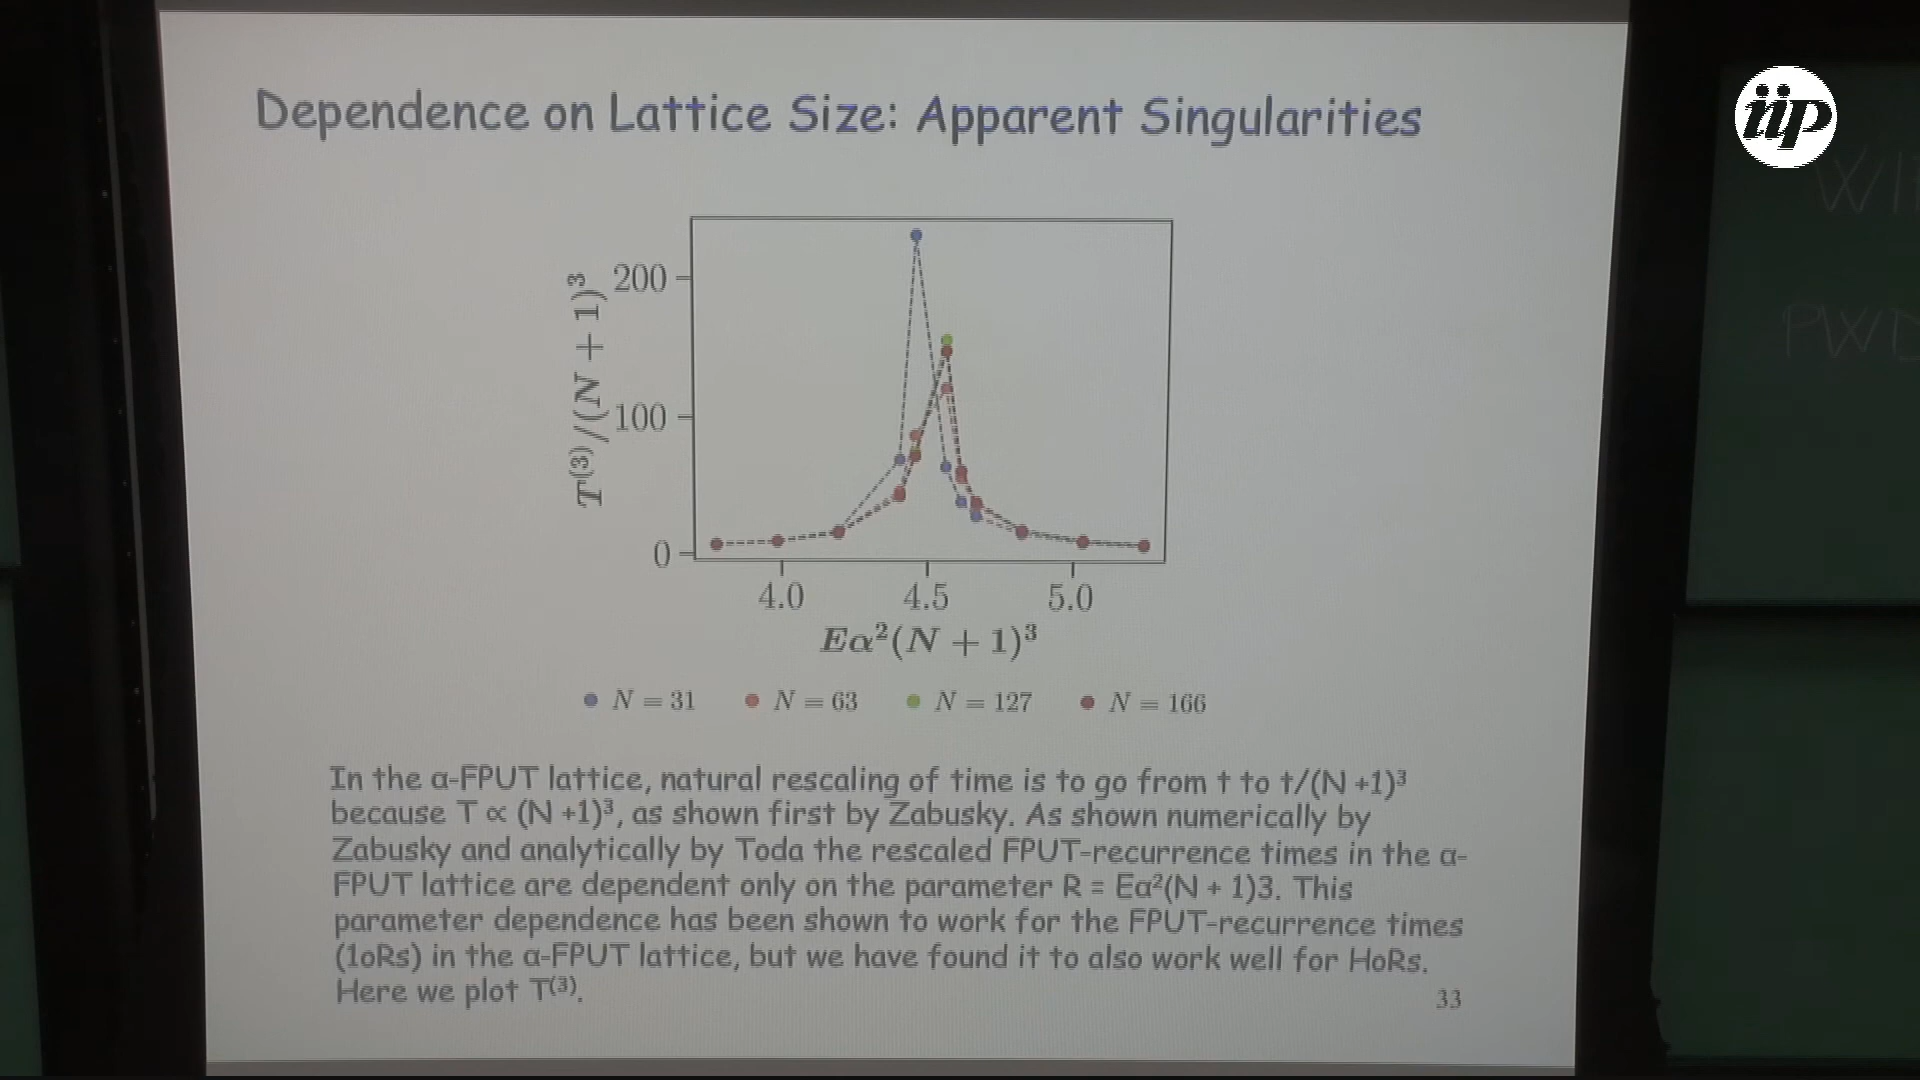 Dependence on Lattice Size: Apparent Singularities
iip
T⁽³⁾/(N + 1)³
200
100
0
4.0 4.5 5.0
Eα²(N + 1)³
N = 31 N = 63 N = 127 N = 166
In the α-FPUT lattice, natural rescaling of time is to go from t to t/(N +1)³
because T ∝ (N +1)³, as shown first by Zabusky. As shown numerically by
Zabusky and analytically by Toda the rescaled FPUT-recurrence times in the α-
FPUT lattice are dependent only on the parameter R = Eα²(N + 1)3. This
parameter dependence has been shown to work for the FPUT-recurrence times
(1oRs) in the α-FPUT lattice, but we have found it to also work well for HoRs.
Here we plot T⁽³⁾.
33